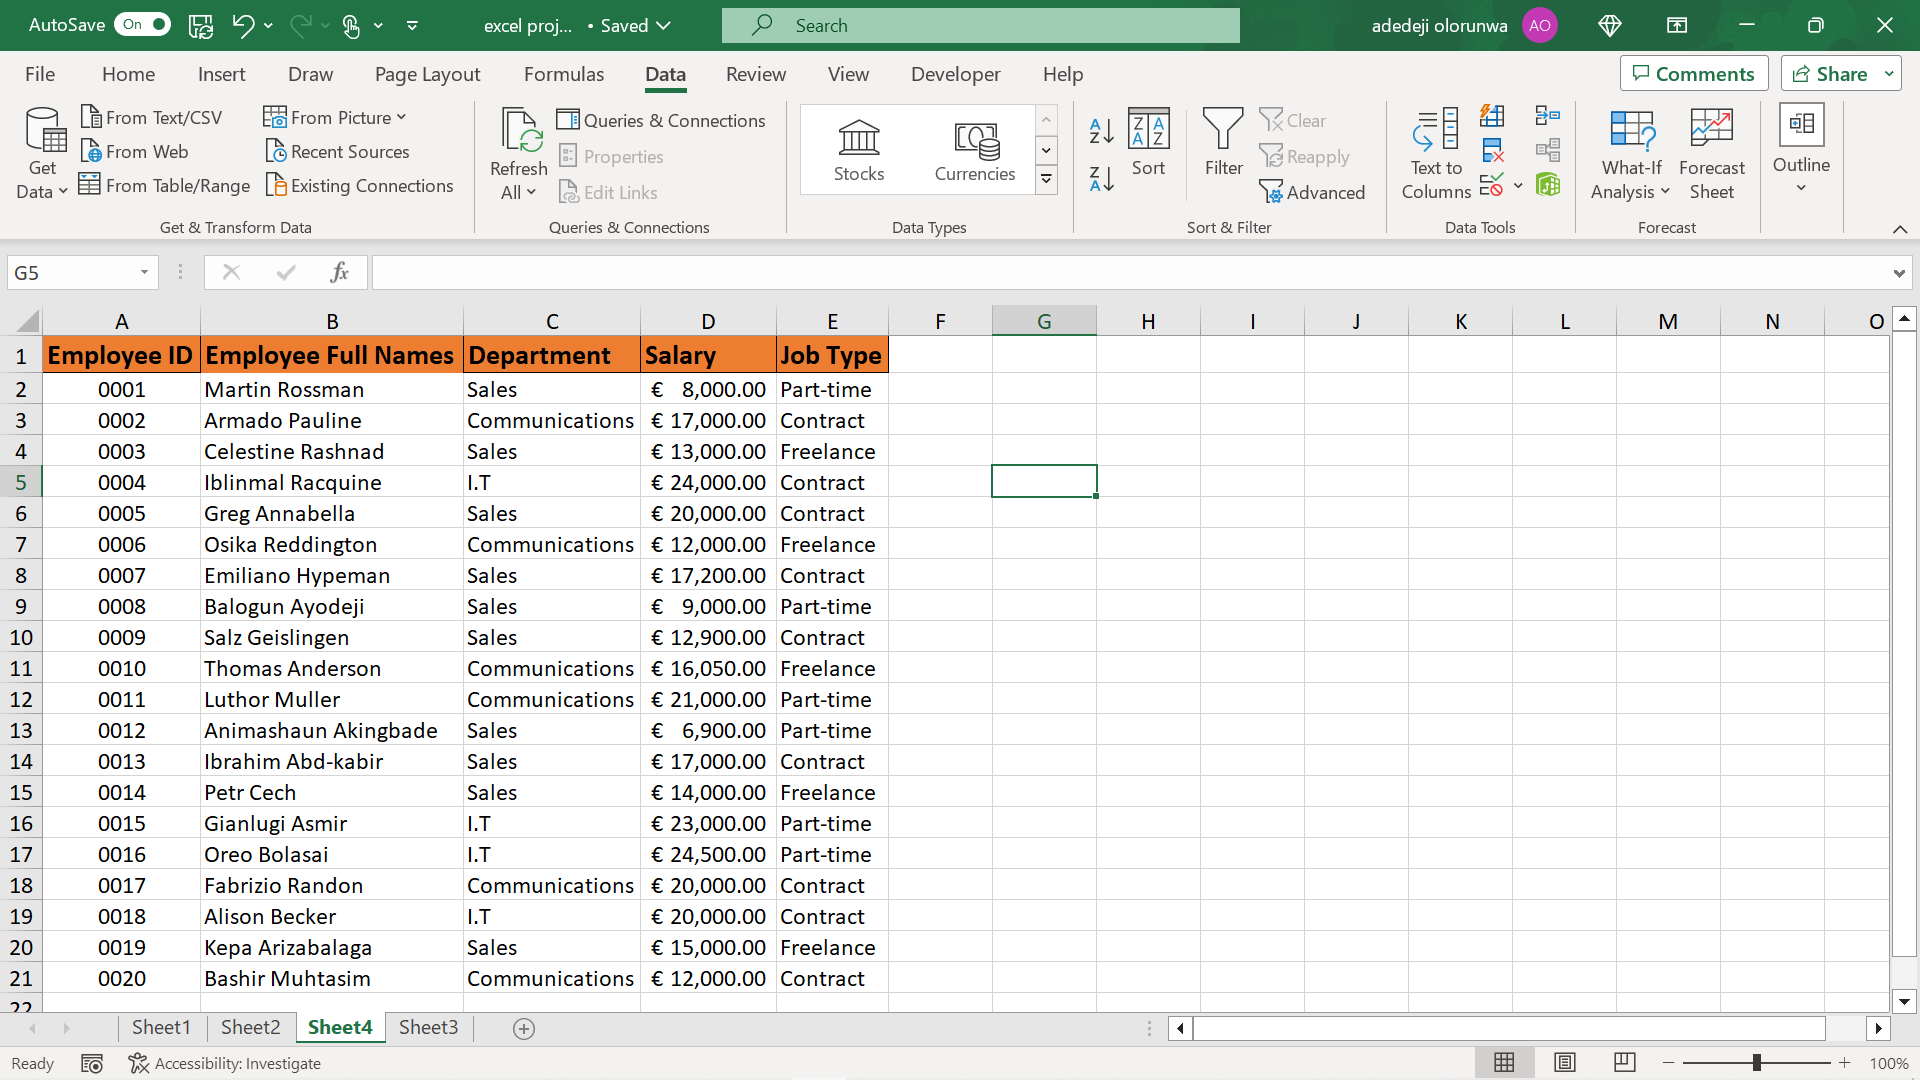 AutoSave On excel proj... • Saved Search adedeji olorunwa AO
File Home Insert Draw Page Layout Formulas Data Review View Developer Help Comments Share
Get Data
From Text/CSV
From Web
From Table/Range
From Picture
Recent Sources
Existing Connections
Get & Transform Data
Refresh All
Queries & Connections
Properties
Edit Links
Queries & Connections
Stocks Currencies
Data Types
Sort
Filter
Clear
Reapply
Advanced
Sort & Filter
Text to Columns
Data Tools
What-If Analysis
Forecast Sheet
Forecast
Outline
G5 fx
A B C D E F G H I J K L M N O
1 Employee ID Employee Full Names Department Salary Job Type
2 0001 Martin Rossman Sales € 8,000.00 Part-time
3 0002 Armado Pauline Communications € 17,000.00 Contract
4 0003 Celestine Rashnad Sales € 13,000.00 Freelance
5 0004 Iblinmal Racquine I.T € 24,000.00 Contract
6 0005 Greg Annabella Sales € 20,000.00 Contract
7 0006 Osika Reddington Communications € 12,000.00 Freelance
8 0007 Emiliano Hypeman Sales € 17,200.00 Contract
9 0008 Balogun Ayodeji Sales € 9,000.00 Part-time
10 0009 Salz Geislingen Sales € 12,900.00 Contract
11 0010 Thomas Anderson Communications € 16,050.00 Freelance
12 0011 Luthor Muller Communications € 21,000.00 Part-time
13 0012 Animashaun Akingbade Sales € 6,900.00 Part-time
14 0013 Ibrahim Abd-kabir Sales € 17,000.00 Contract
15 0014 Petr Cech Sales € 14,000.00 Freelance
16 0015 Gianlugi Asmir I.T € 23,000.00 Part-time
17 0016 Oreo Bolasai I.T € 24,500.00 Part-time
18 0017 Fabrizio Randon Communications € 20,000.00 Contract
19 0018 Alison Becker I.T € 20,000.00 Contract
20 0019 Kepa Arizabalaga Sales € 15,000.00 Freelance
21 0020 Bashir Muhtasim Communications € 12,000.00 Contract
22
Sheet1 Sheet2 Sheet4 Sheet3
Ready Accessibility: Investigate 100%